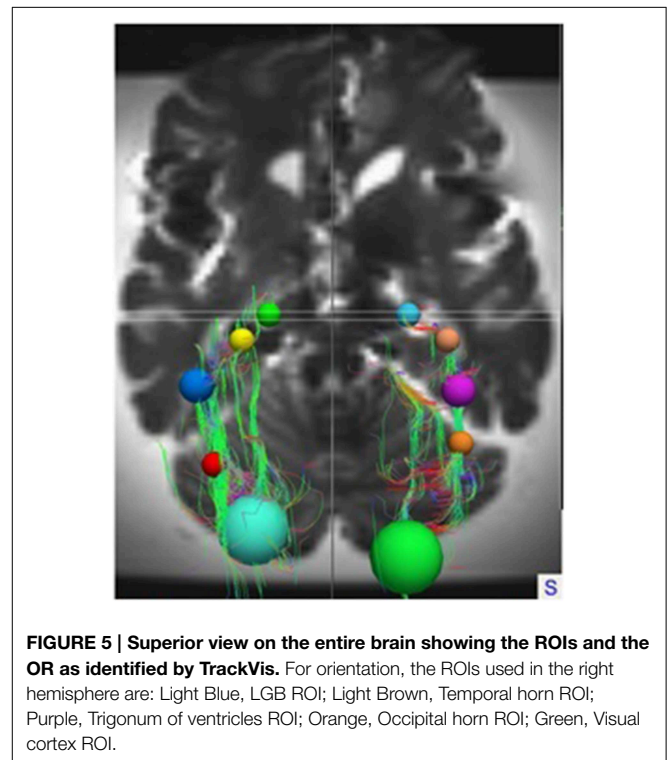 S
FIGURE 5 | Superior view on the entire brain showing the ROIs and the
OR as identified by TrackVis. For orientation, the ROIs used in the right
hemisphere are: Light Blue, LGB ROI; Light Brown, Temporal horn ROI;
Purple, Trigonum of ventricles ROI; Orange, Occipital horn ROI; Green, Visual
cortex ROI.